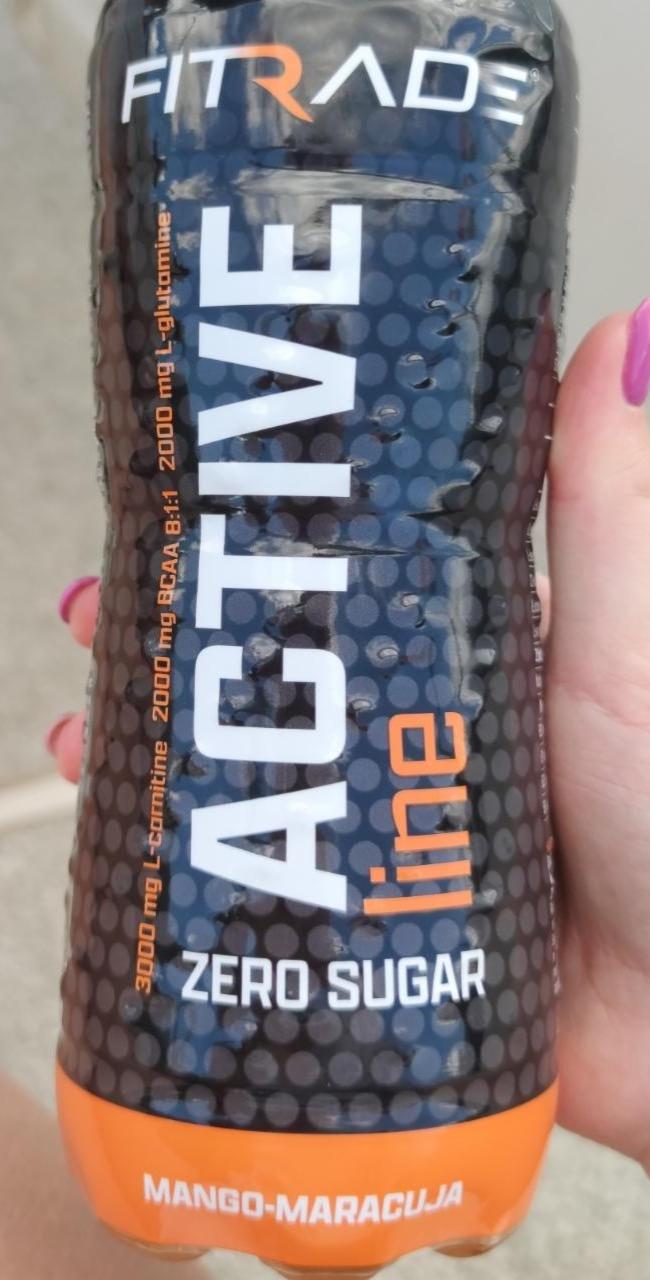 FITRADE
3000 mg L-carnitine 2000 mg BCAA 8:1:1 2000 mg L-glutamine
ACTIVE
line
ZERO SUGAR
MANGO-MARACUJA